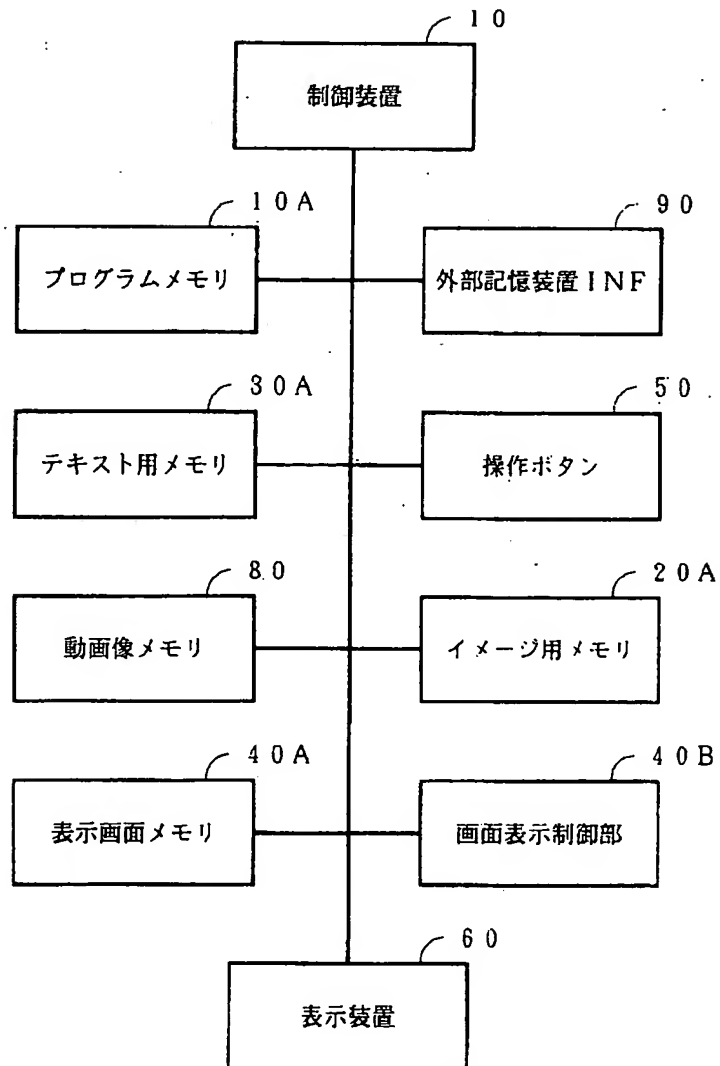 10
制御装置
10A
プログラムメモリ
90
外部記憶装置INF
30A
テキスト用メモリ
50
操作ボタン
80
動画像メモリ
20A
イメージ用メモリ
40A
表示画面メモリ
40B
画面表示制御部
60
表示装置